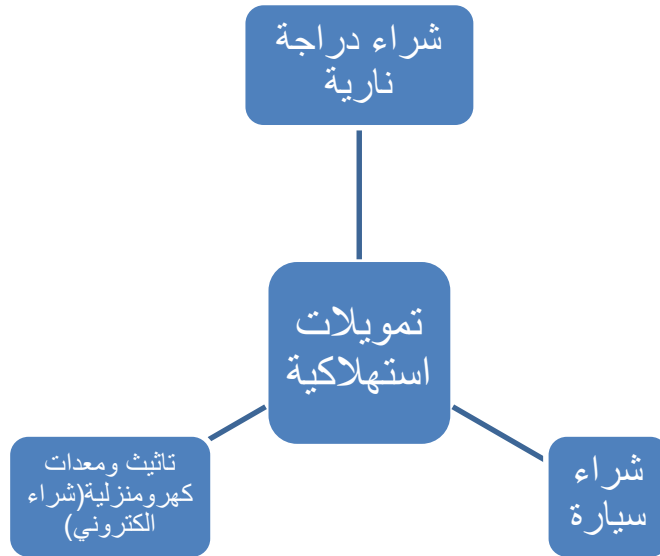 شراء دراجة
نارية
تمويلات
استهلاكية
تاثيث ومعدات
كهرومنزلية(شراء
الكتروني)
شراء
سيارة